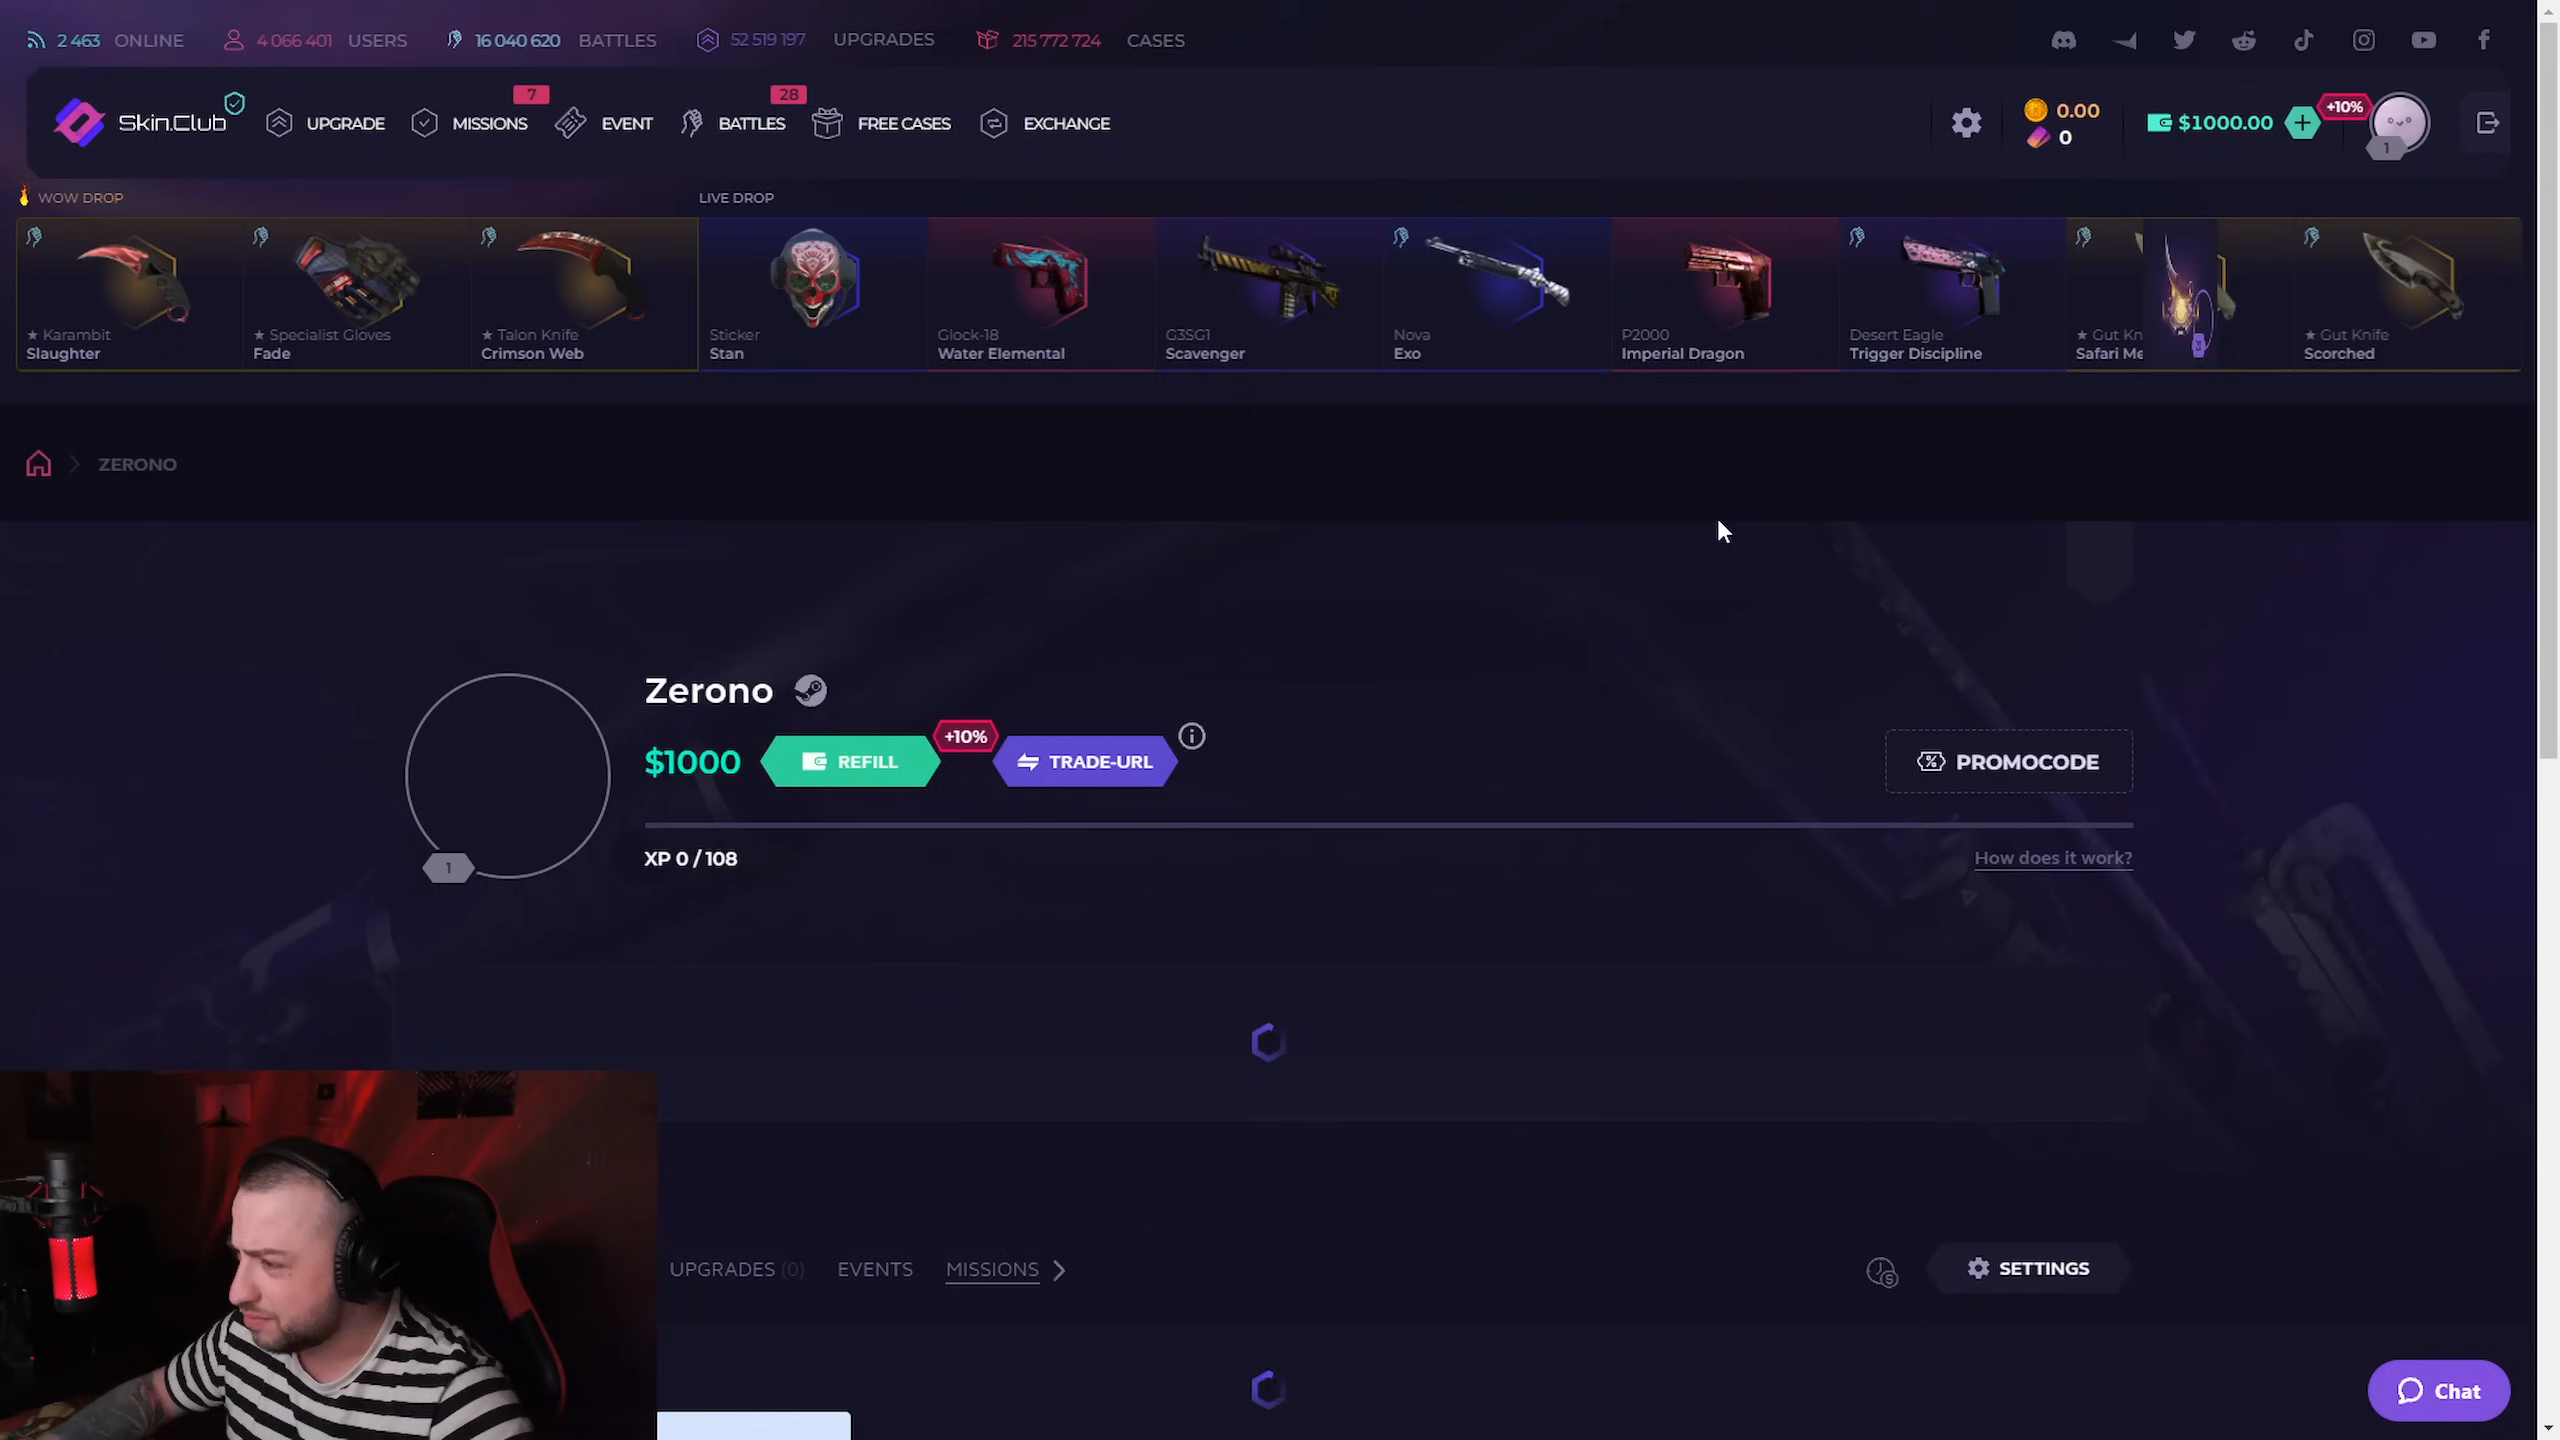 2 463 ONLINE 4 066 401 USERS 16 040 620 BATTLES 52 519 197 UPGRADES 215 772 724 CASES
Skin.Club UPGRADE MISSIONS 7 EVENT BATTLES 28 FREE CASES EXCHANGE 0.00 0 $1000.00 +10% 1
WOW DROP LIVE DROP
★ Karambit ★ Specialist Gloves ★ Talon Knife Sticker Glock-18 G3SG1 Nova P2000 Desert Eagle ★ Gut Kn ★ Gut Knife
Slaughter Fade Crimson Web Stan Water Elemental Scavenger Exo Imperial Dragon Trigger Discipline Safari Me Scorched
ZERONO
Zerono
$1000 REFILL +10% TRADE-URL PROMOCODE
1 XP 0 / 108 How does it work?
UPGRADES (0) EVENTS MISSIONS SETTINGS
Chat